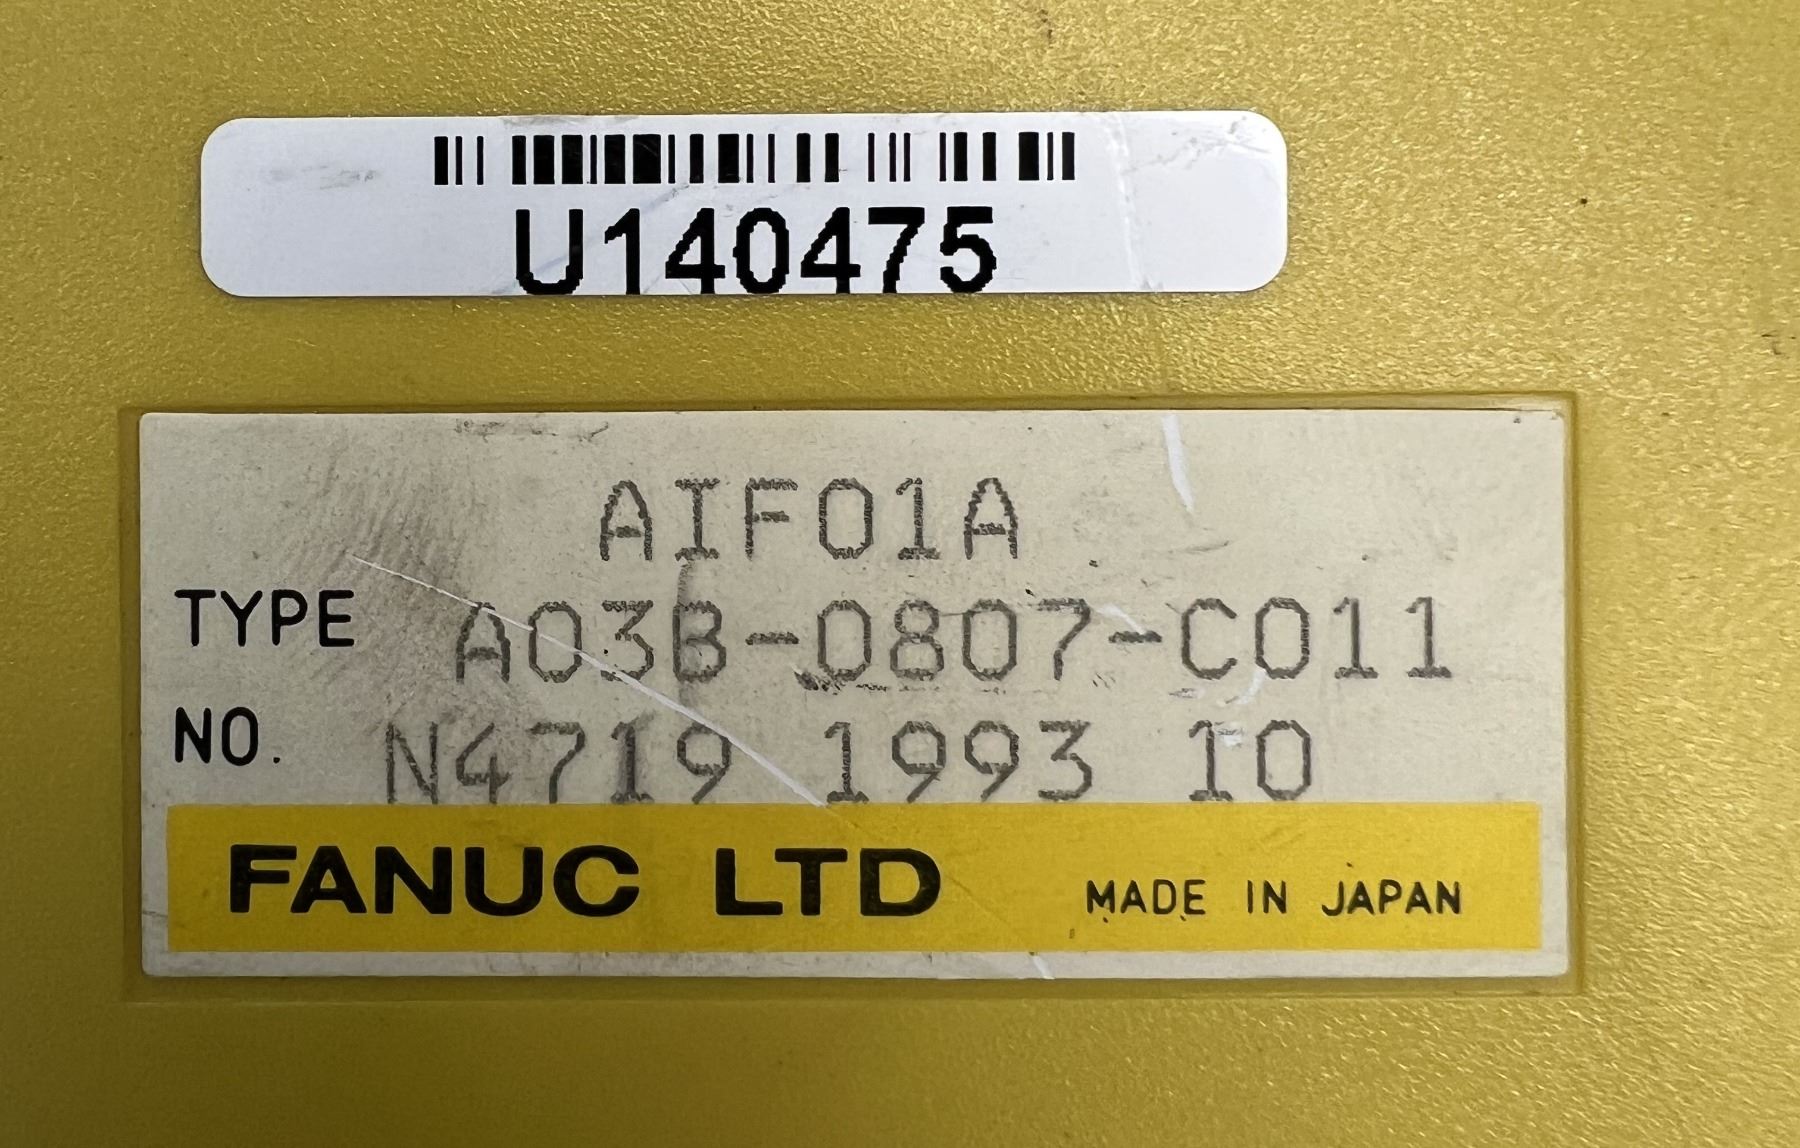 U140475
AIF01A
TYPE A03B-0807-C011
NO. N4719 1993 10
FANUC LTD MADE IN JAPAN